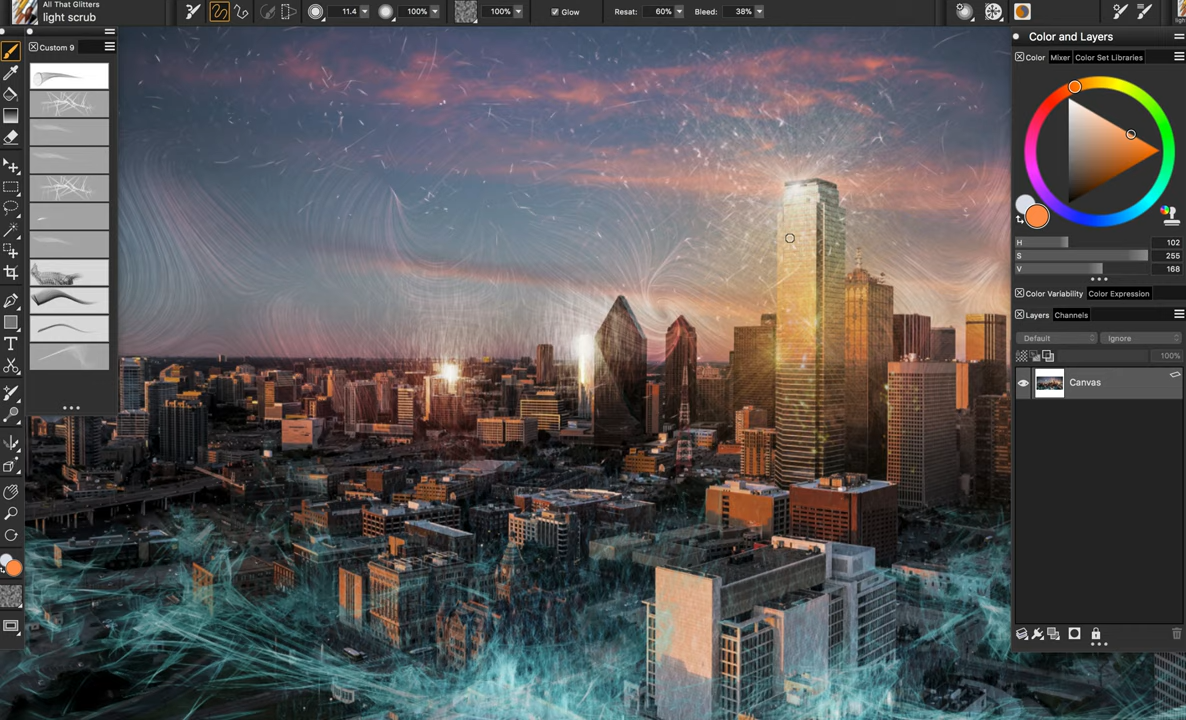 All That Glitters
light scrub
11.4
100%
100%
Glow
Resat:
60%
Bleed:
38%
Custom 9
Color and Layers
Color
Mixer
Color Set Libraries
H
102
S
255
V
168
Color Variability
Color Expression
Layers
Channels
Default
Ignore
100%
Canvas
T